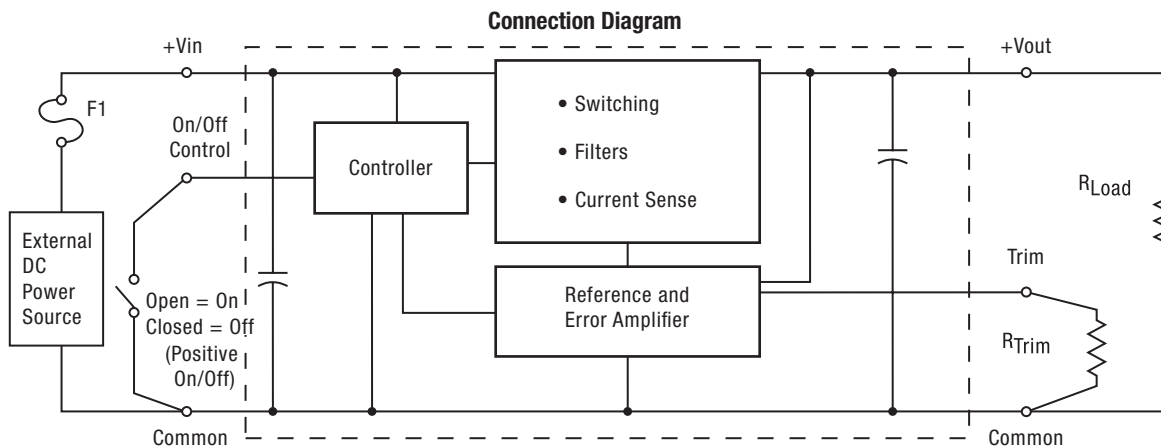 Connection Diagram
+Vin
+Vout
F1
On/Off
Control
Controller
• Switching
• Filters
• Current Sense
RLoad
External
DC
Power
Source
Open = On
Closed = Off
(Positive
On/Off)
Reference and
Error Amplifier
Trim
RTrim
Common
Common